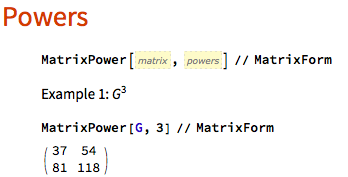 Powers
MatrixPower[matrix, powers] // MatrixForm
Example 1: G³
MatrixPower[G, 3] // MatrixForm
37 54
81 118